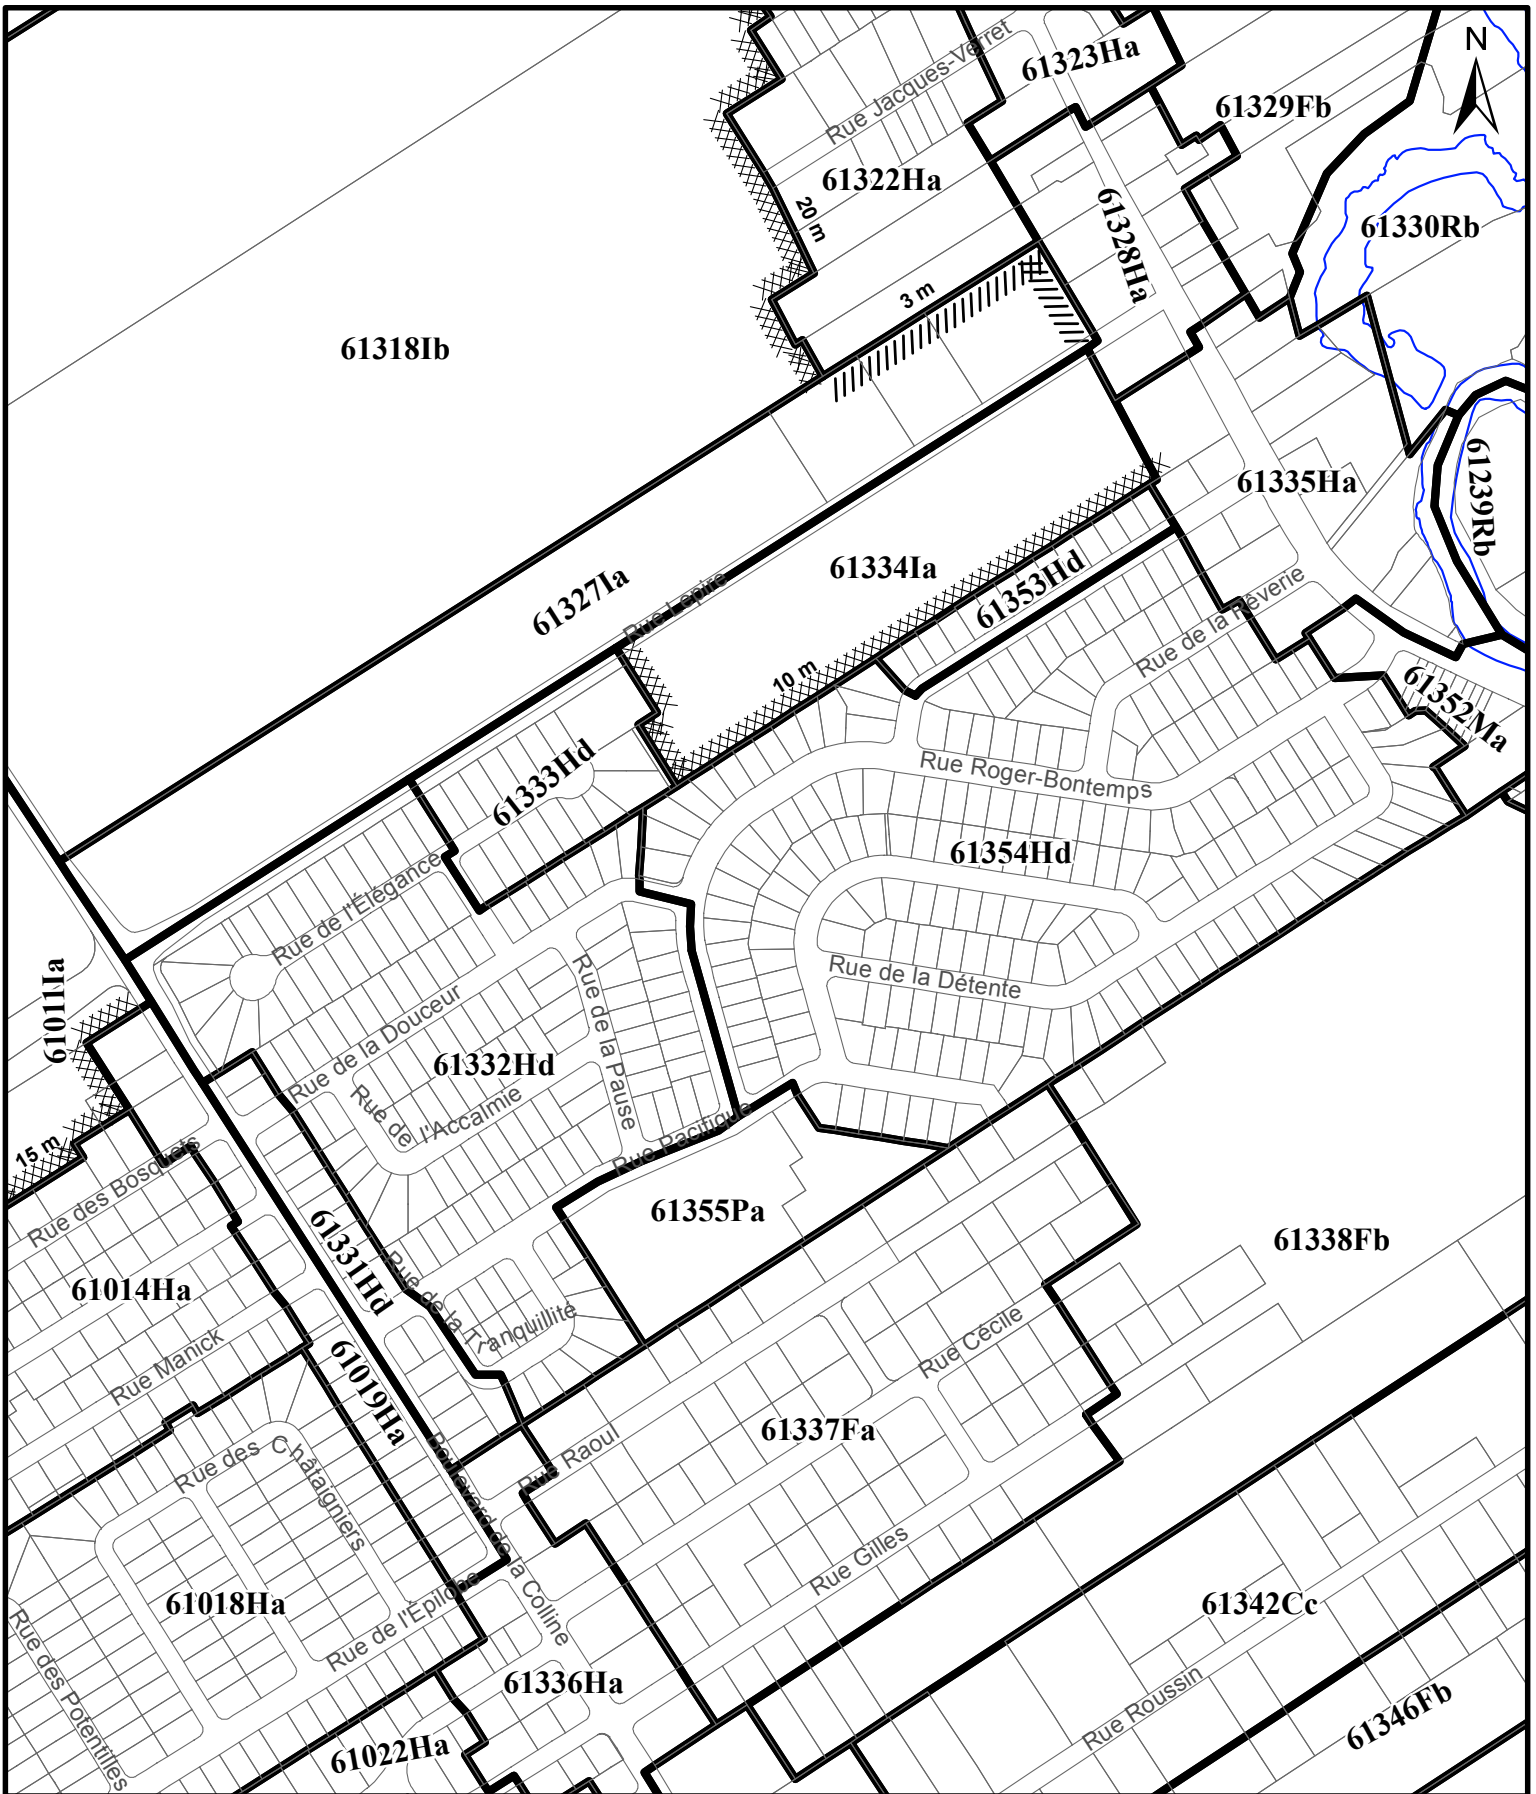 Rue Jacques-Verret
61323Ha
N
61329Fb
61322Ha
20 m
61328Ha
61330Rb
3 m
61318Ib
61239Rb
61335Ha
61327Ia
Rue Lepire
61334Ia
61353Hd
Rue de la Rêverie
10 m
61352Ma
61333Hd
Rue Roger-Bontemps
61354Hd
Rue de l'Élégance
Rue de la Détente
61011Ia
Rue de la Douceur
Rue de la Pause
61332Hd
Rue de
l'Accalmie
15 m
Rue des Bosquets
Rue Pacifique
61355Pa
61331Hd
61338Fb
61014Ha
Rue de la Tranquillité
Rue Manick
61019Ha
Rue Cécile
61337Fa
Rue Raoul
Rue des Châtaigniers
Boulevard de la Colline
Rue Gilles
61018Ha
Rue de l'Épilobe
61342Cc
Rue des Potentilles
61336Ha
Rue Roussin
61346Fb
61022Ha